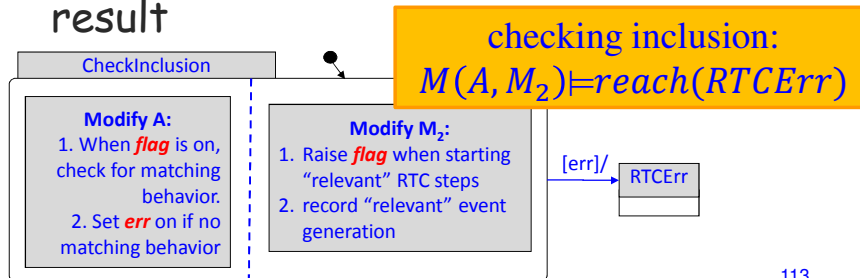 result
checking inclusion:
M(A, M₂)⊨reach(RTCErr)
CheckInclusion
Modify A:
1. When flag is on,
check for matching
behavior.
2. Set err on if no
matching behavior
Modify M₂:
1. Raise flag when starting
"relevant" RTC steps
2. record "relevant" event
generation
[err]/
RTCErr
113